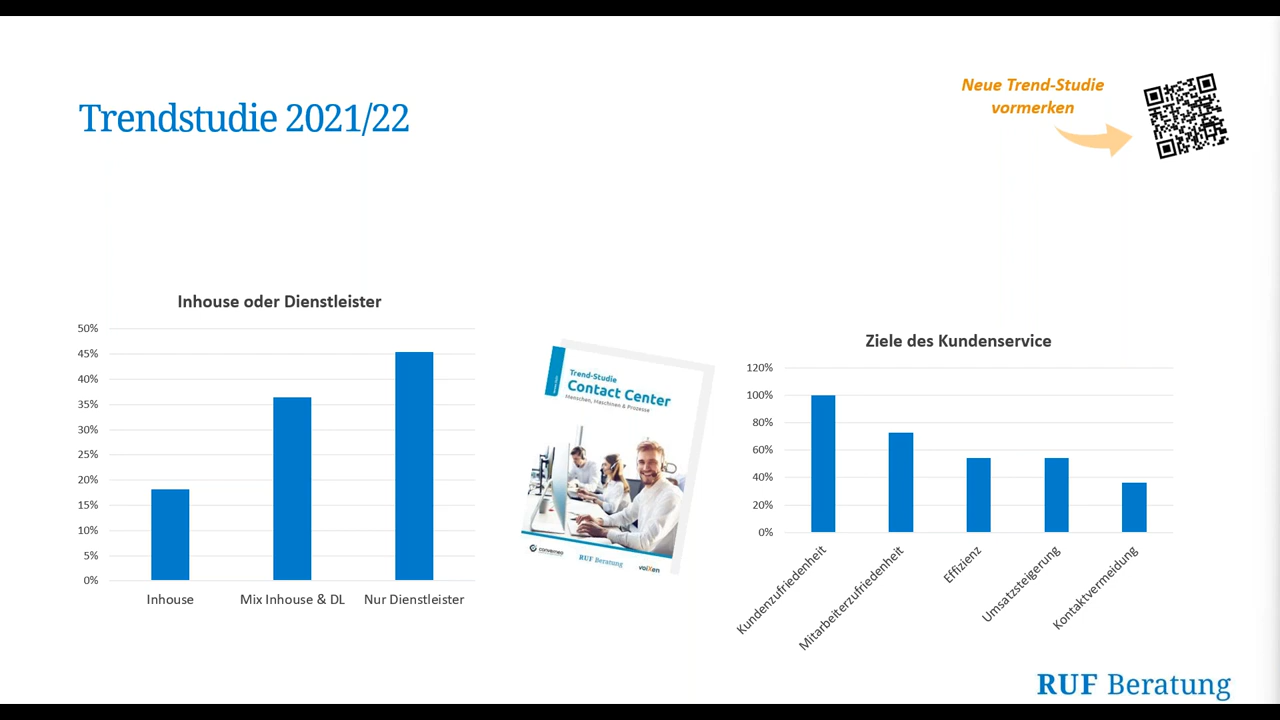 Trendstudie 2021/22
Neue Trend-Studie
vormerken
Inhouse oder Dienstleister
50%
45%
40%
35%
30%
25%
20%
15%
10%
5%
0%
Inhouse
Mix Inhouse & DL
Nur Dienstleister
Trend-Studie
Contact Center
Menschen, Maschinen & Prozesse
convemeo
RUF Beratung
voiXen
Ziele des Kundenservice
120%
100%
80%
60%
40%
20%
0%
Kundenzufriedenheit
Mitarbeiterzufriedenheit
Effizienz
Umsatzsteigerung
Kontaktvermeidung
RUF Beratung